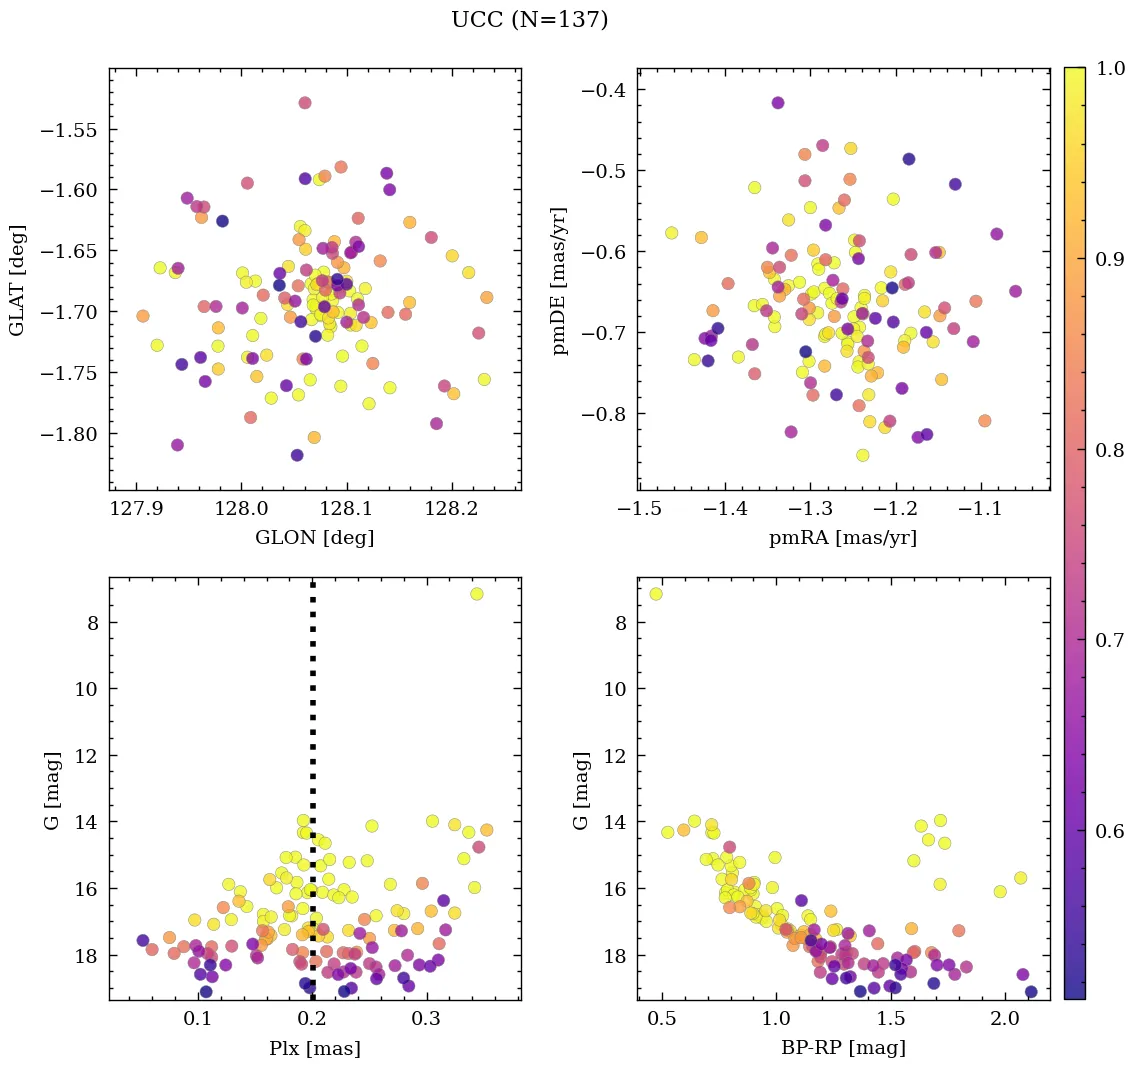 UCC (N=137)
−1.55
−1.60
−1.65
−1.70
−1.75
−1.80
GLAT [deg]
127.9 128.0 128.1 128.2
GLON [deg]
−0.4
−0.5
−0.6
−0.7
−0.8
pmDE [mas/yr]
−1.5 −1.4 −1.3 −1.2 −1.1
pmRA [mas/yr]
8
10
12
14
16
18
G [mag]
0.1 0.2 0.3
Plx [mas]
8
10
12
14
16
18
G [mag]
0.5 1.0 1.5 2.0
BP-RP [mag]
1.0
0.9
0.8
0.7
0.6